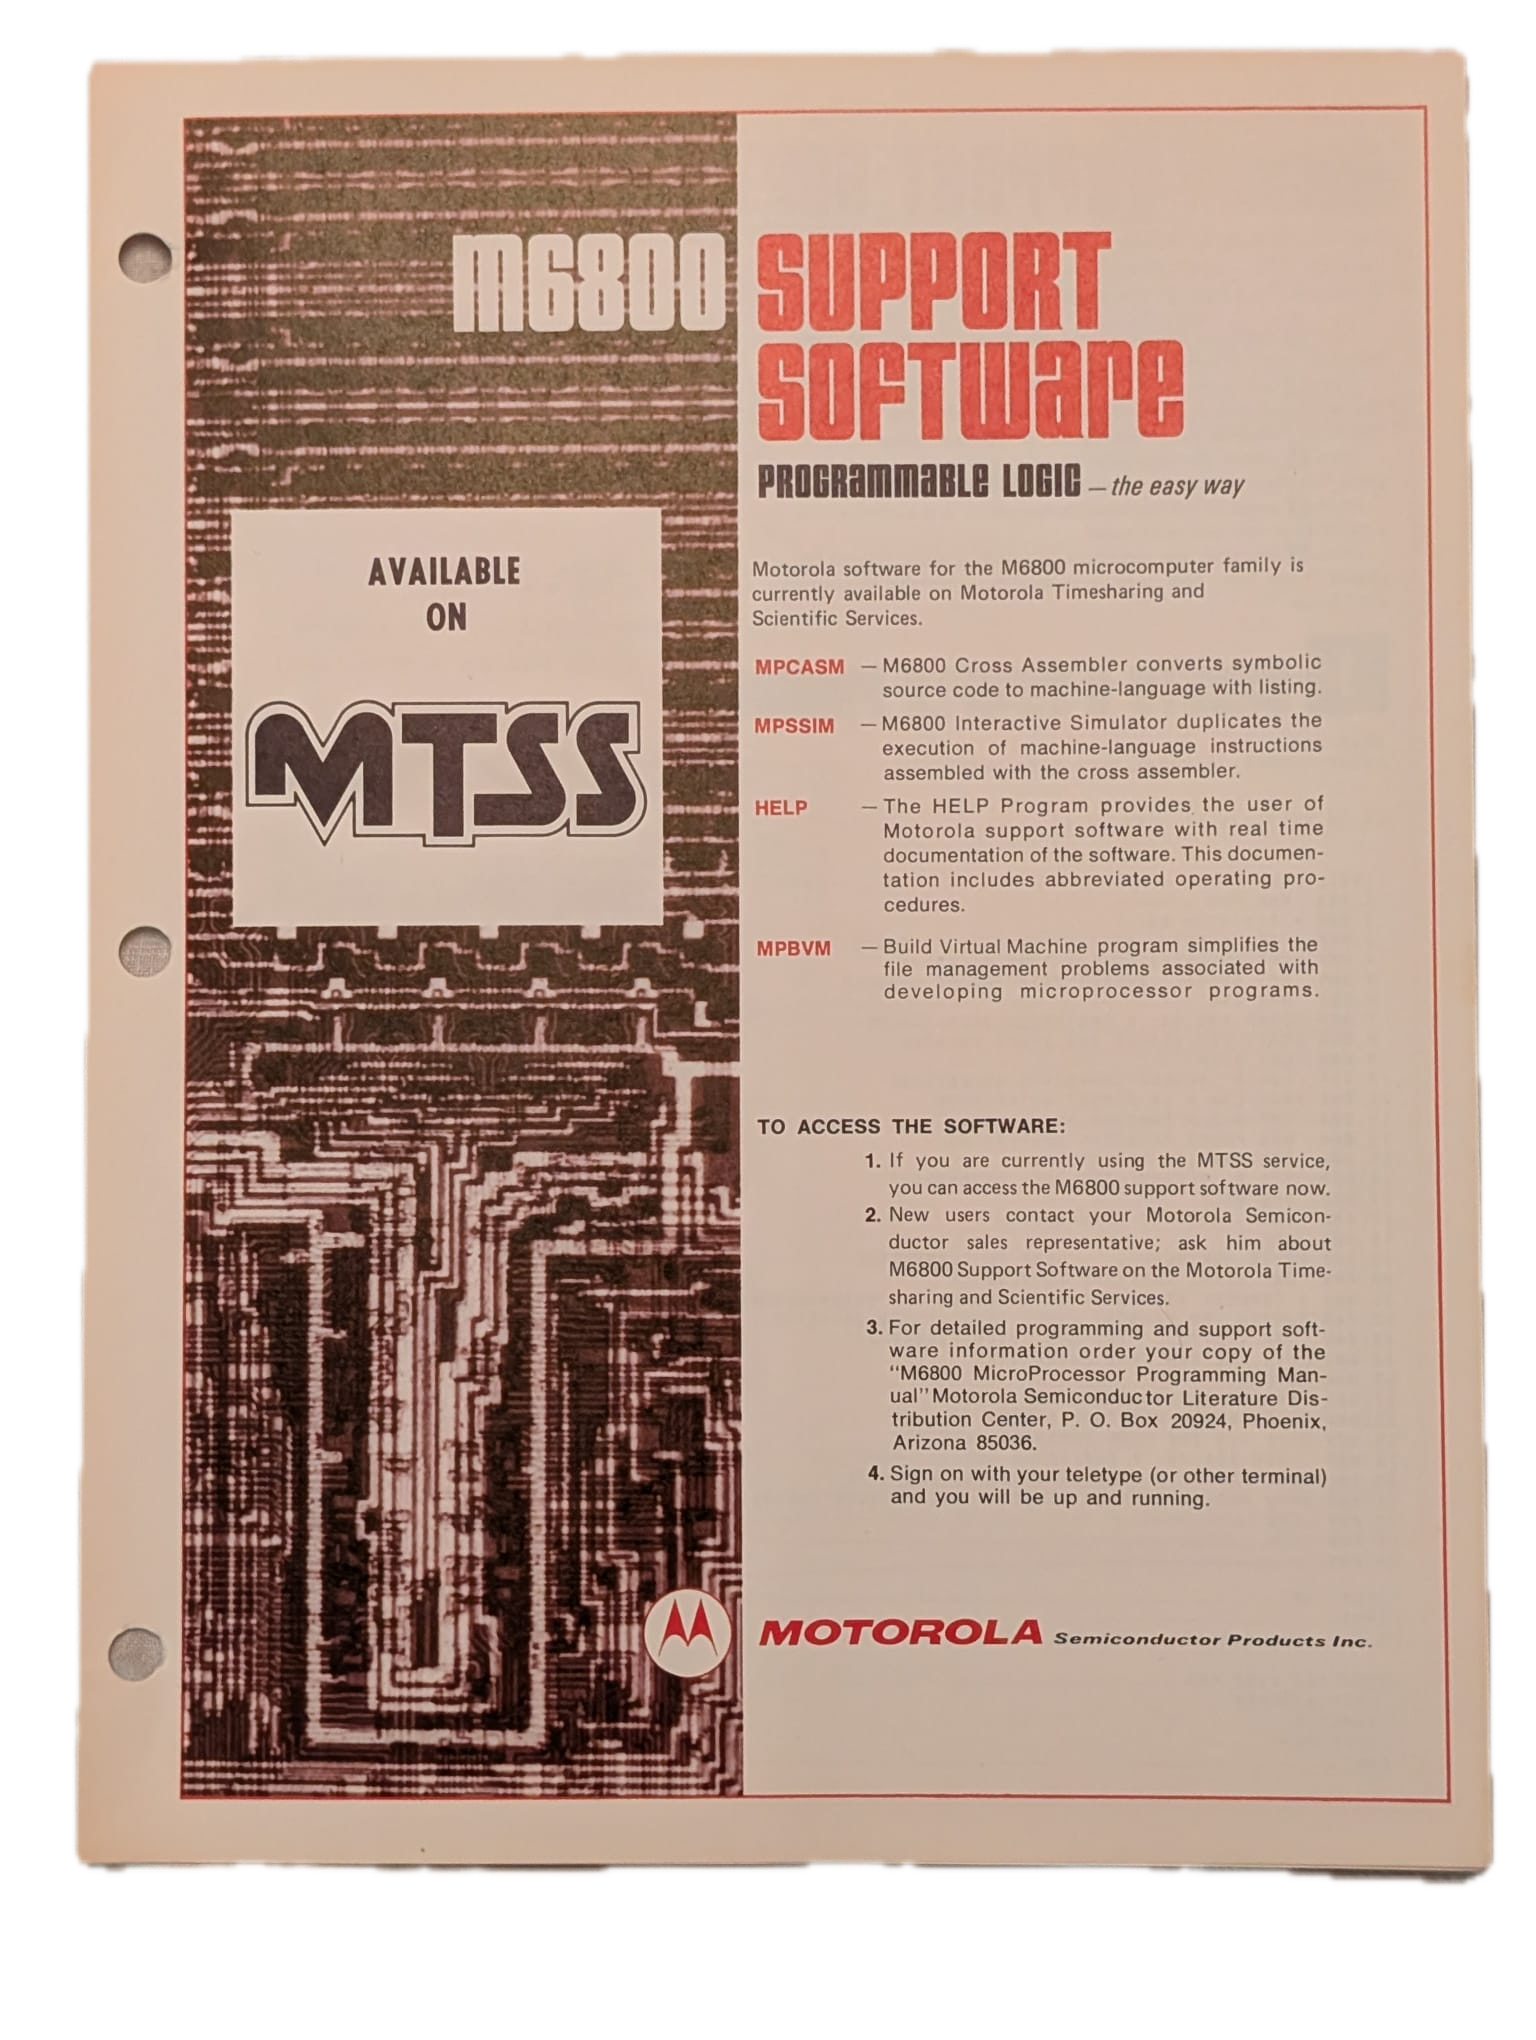 M6800 SUPPORT
SOFTWARE
PROGRAMMABLE LOGIC – the easy way
AVAILABLE
ON
MTSS
Motorola software for the M6800 microcomputer family is
currently available on Motorola Timesharing and
Scientific Services.
MPCASM – M6800 Cross Assembler converts symbolic
source code to machine-language with listing.
MPSSIM – M6800 Interactive Simulator duplicates the
execution of machine-language instructions
assembled with the cross assembler.
HELP – The HELP Program provides the user of
Motorola support software with real time
documentation of the software. This documen-
tation includes abbreviated operating pro-
cedures.
MPBVM – Build Virtual Machine program simplifies the
file management problems associated with
developing microprocessor programs.
TO ACCESS THE SOFTWARE:
1. If you are currently using the MTSS service,
you can access the M6800 support software now.
2. New users contact your Motorola Semicon-
ductor sales representative; ask him about
M6800 Support Software on the Motorola Time-
sharing and Scientific Services.
3. For detailed programming and support soft-
ware information order your copy of the
"M6800 MicroProcessor Programming Man-
ual" Motorola Semiconductor Literature Dis-
tribution Center, P. O. Box 20924, Phoenix,
Arizona 85036.
4. Sign on with your teletype (or other terminal)
and you will be up and running.
MOTOROLA Semiconductor Products Inc.